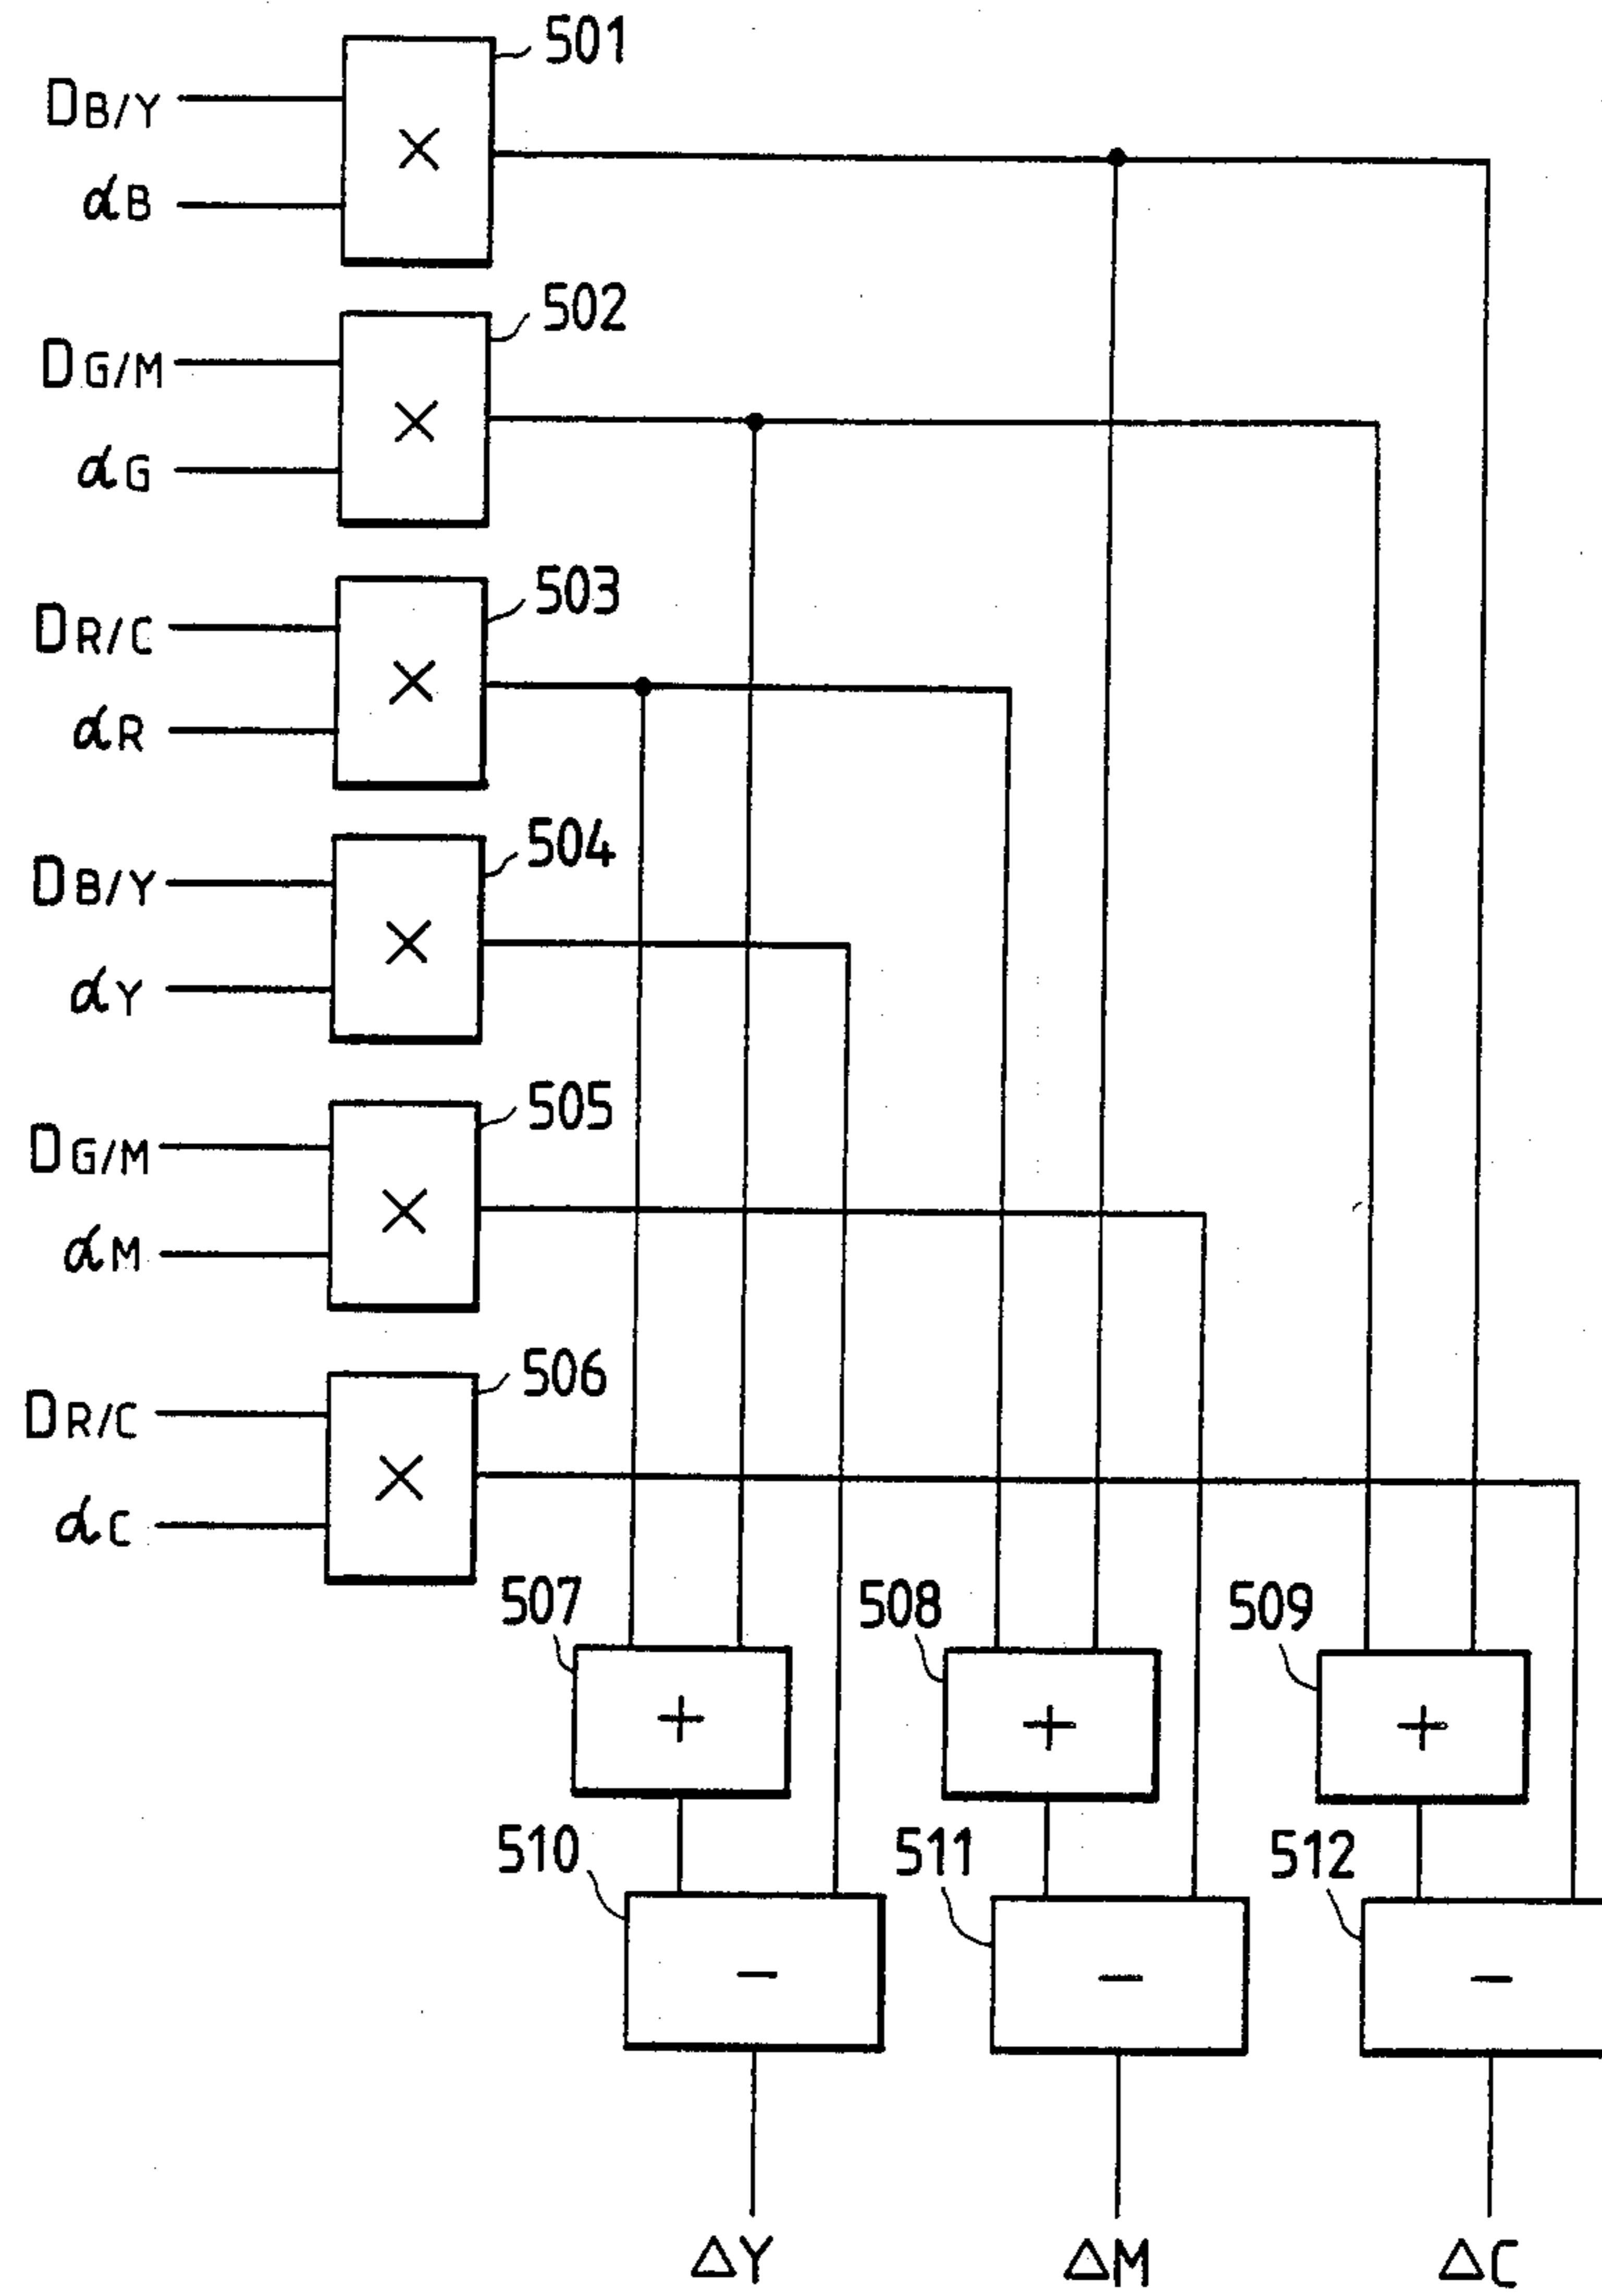 501
DB/Y
×
αB
502
DG/M
×
αG
503
DR/C
×
αR
504
DB/Y
×
αY
505
DG/M
×
αM
506
DR/C
×
αC
507 508 509
+ + +
510 511 512
− − −
ΔY ΔM ΔC